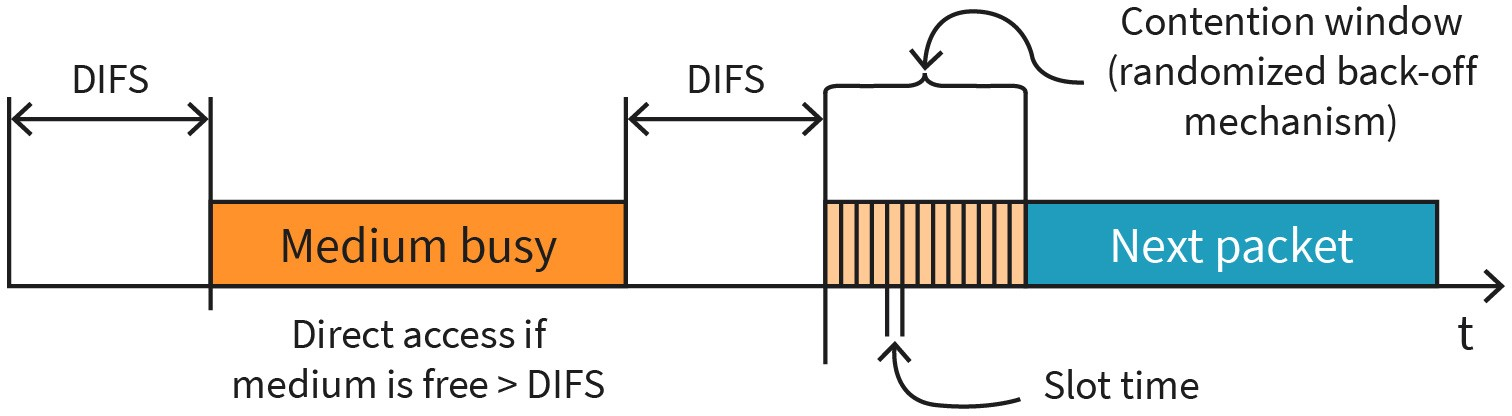 DIFS
DIFS
Contention window
(randomized back-off
mechanism)
Medium busy
Next packet
Direct access if
medium is free > DIFS
t
Slot time